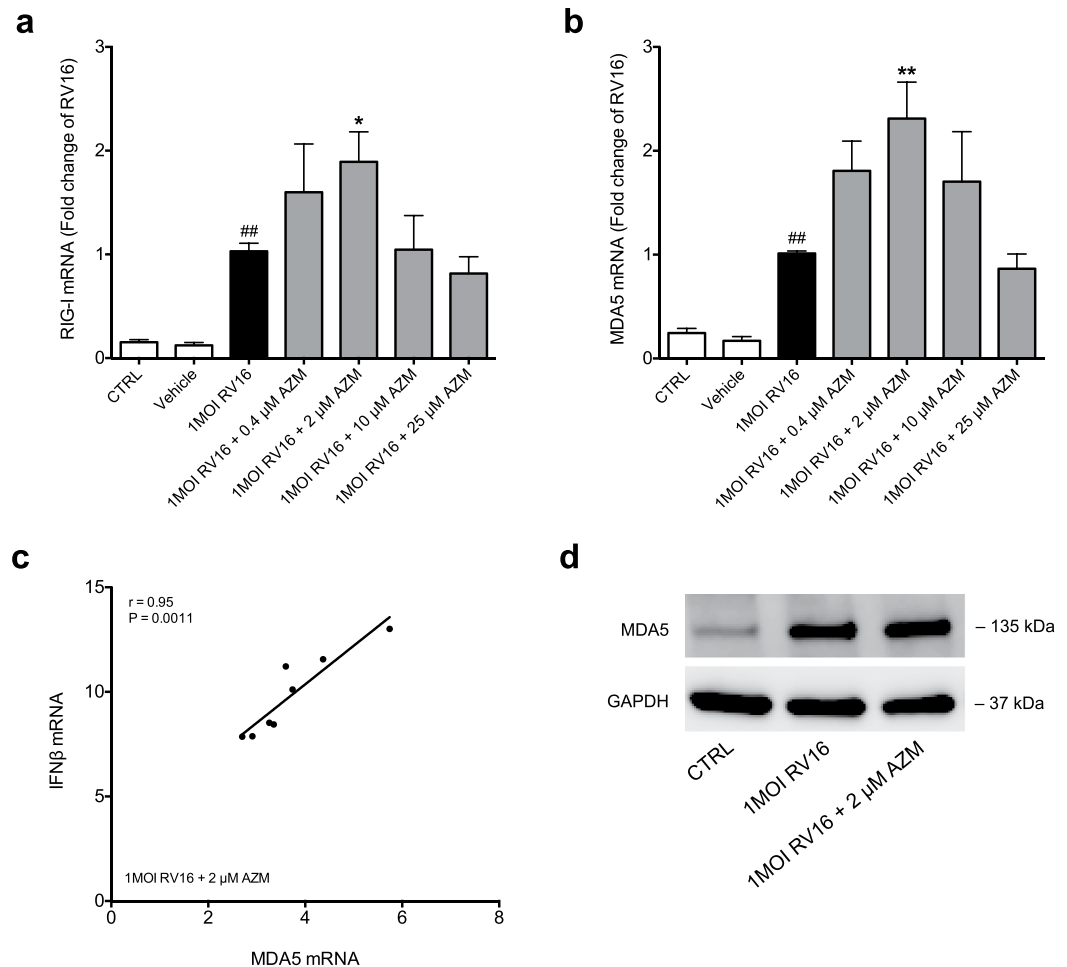 a
RIG-I mRNA (Fold change of RV16)
3
2
1
0
##
*
CTRL
Vehicle
1MOI RV16
1MOI RV16 + 0.4 µM AZM
1MOI RV16 + 2 µM AZM
1MOI RV16 + 10 µM AZM
1MOI RV16 + 25 µM AZM
b
MDA5 mRNA (Fold change of RV16)
3
2
1
0
##
**
CTRL
Vehicle
1MOI RV16
1MOI RV16 + 0.4 µM AZM
1MOI RV16 + 2 µM AZM
1MOI RV16 + 10 µM AZM
1MOI RV16 + 25 µM AZM
c
IFNβ mRNA
15
10
5
0
r = 0.95
P = 0.0011
1MOI RV16 + 2 µM AZM
0 2 4 6 8
MDA5 mRNA
d
MDA5 – 135 kDa
GAPDH – 37 kDa
CTRL
1MOI RV16
1MOI RV16 + 2 µM AZM